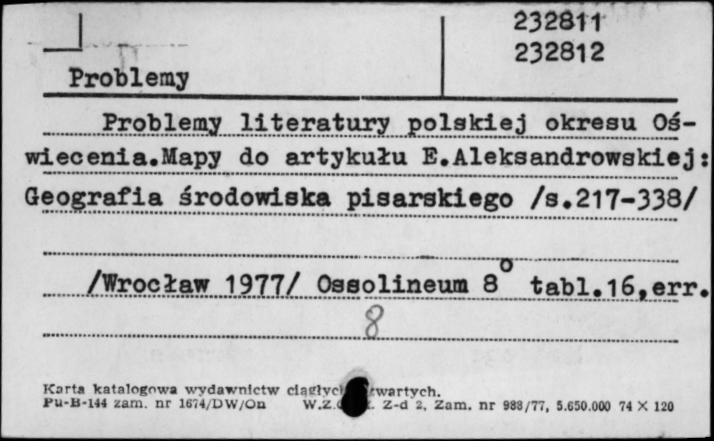 232811
232812
Problemy
Problemy literatury polskiej okresu Oś-
wiecenia.Mapy do artykułu E.Aleksandrowskiej:
Geografia środowiska pisarskiego /s.217-338/
/Wrocław 1977/ Ossolineum 8° tabl.16,err.
8
Karta katalogowa wydawnictw
Pu-B-144 zam. nr 1674/DW/On Z-d 2, Zam. nr 988/77, 5.650.000 74 X 120